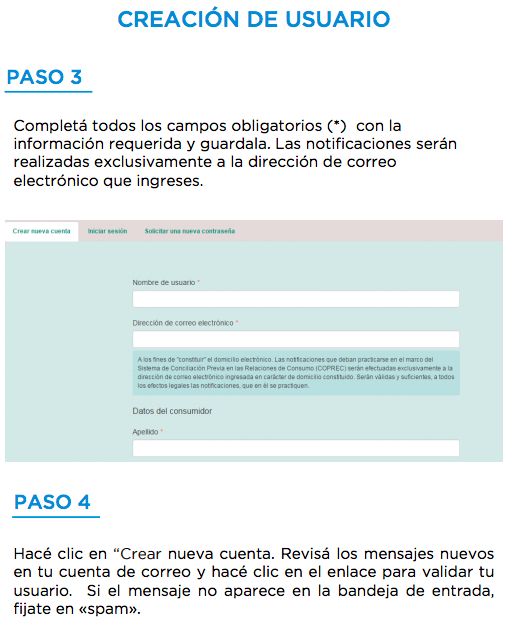 CREACIÓN DE USUARIO
PASO 3
Completá todos los campos obligatorios (*) con la
información requerida y guardala. Las notificaciones serán
realizadas exclusivamente a la dirección de correo
electrónico que ingreses.
Crear nueva cuenta Iniciar sesión Solicitar una nueva contraseña
Nombre de usuario *
Dirección de correo electrónico *
A los fines de "constituir" el domicilio electrónico. Las notificaciones que deban practicarse en el marco del
Sistema de Conciliación Previa en las Relaciones de Consumo (COPREC) serán efectuadas exclusivamente a la
dirección de correo electrónico ingresada en carácter de domicilio constituido. Serán válidas y suficientes, a todos
los efectos legales las notificaciones, que en él se practiquen.
Datos del consumidor
Apellido *
PASO 4
Hacé clic en “Crear nueva cuenta. Revisá los mensajes nuevos
en tu cuenta de correo y hacé clic en el enlace para validar tu
usuario. Si el mensaje no aparece en la bandeja de entrada,
fijate en «spam».